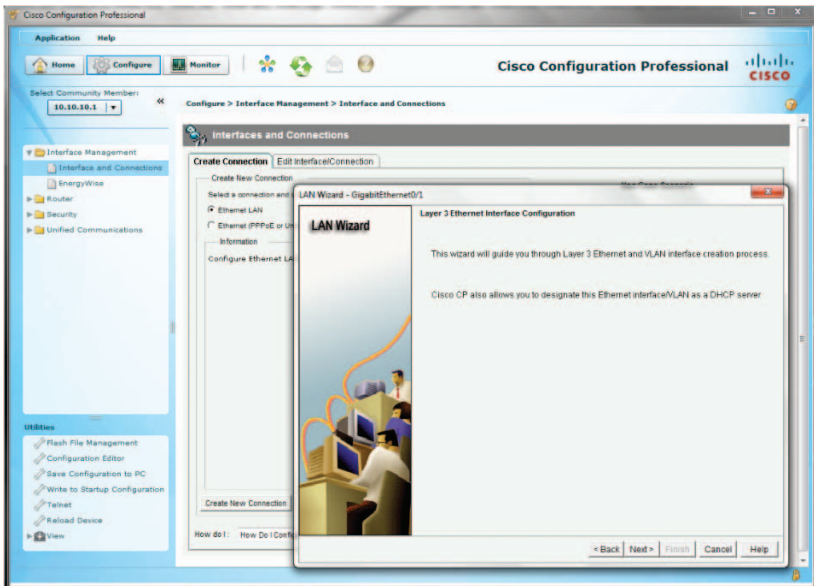 Cisco Configuration Professional
Application Help
Home Configure Monitor
Cisco Configuration Professional
CISCO
Select Community Member:
10.10.10.1
«
Configure > Interface Management > Interface and Connections
Interfaces and Connections
Interface Management
Interface and Connections
EnergyWise
Router
Security
Unified Communications
Create Connection Edit Interface/Connection
Create New Connection
Select a connection and
Ethernet LAN
Ethernet (PPPoE or Un
Information
Configure Ethernet LA
LAN Wizard - GigabitEthernet0/1
LAN Wizard
Layer 3 Ethernet Interface Configuration
This wizard will guide you through Layer 3 Ethernet and VLAN interface creation process.
Cisco CP also allows you to designate this Ethernet interface/VLAN as a DHCP server
Utilities
Flash File Management
Configuration Editor
Save Configuration to PC
Write to Startup Configuration
Telnet
Reload Device
View
Create New Connection
How do I: How Do I Confi
< Back Next > Finish Cancel Help